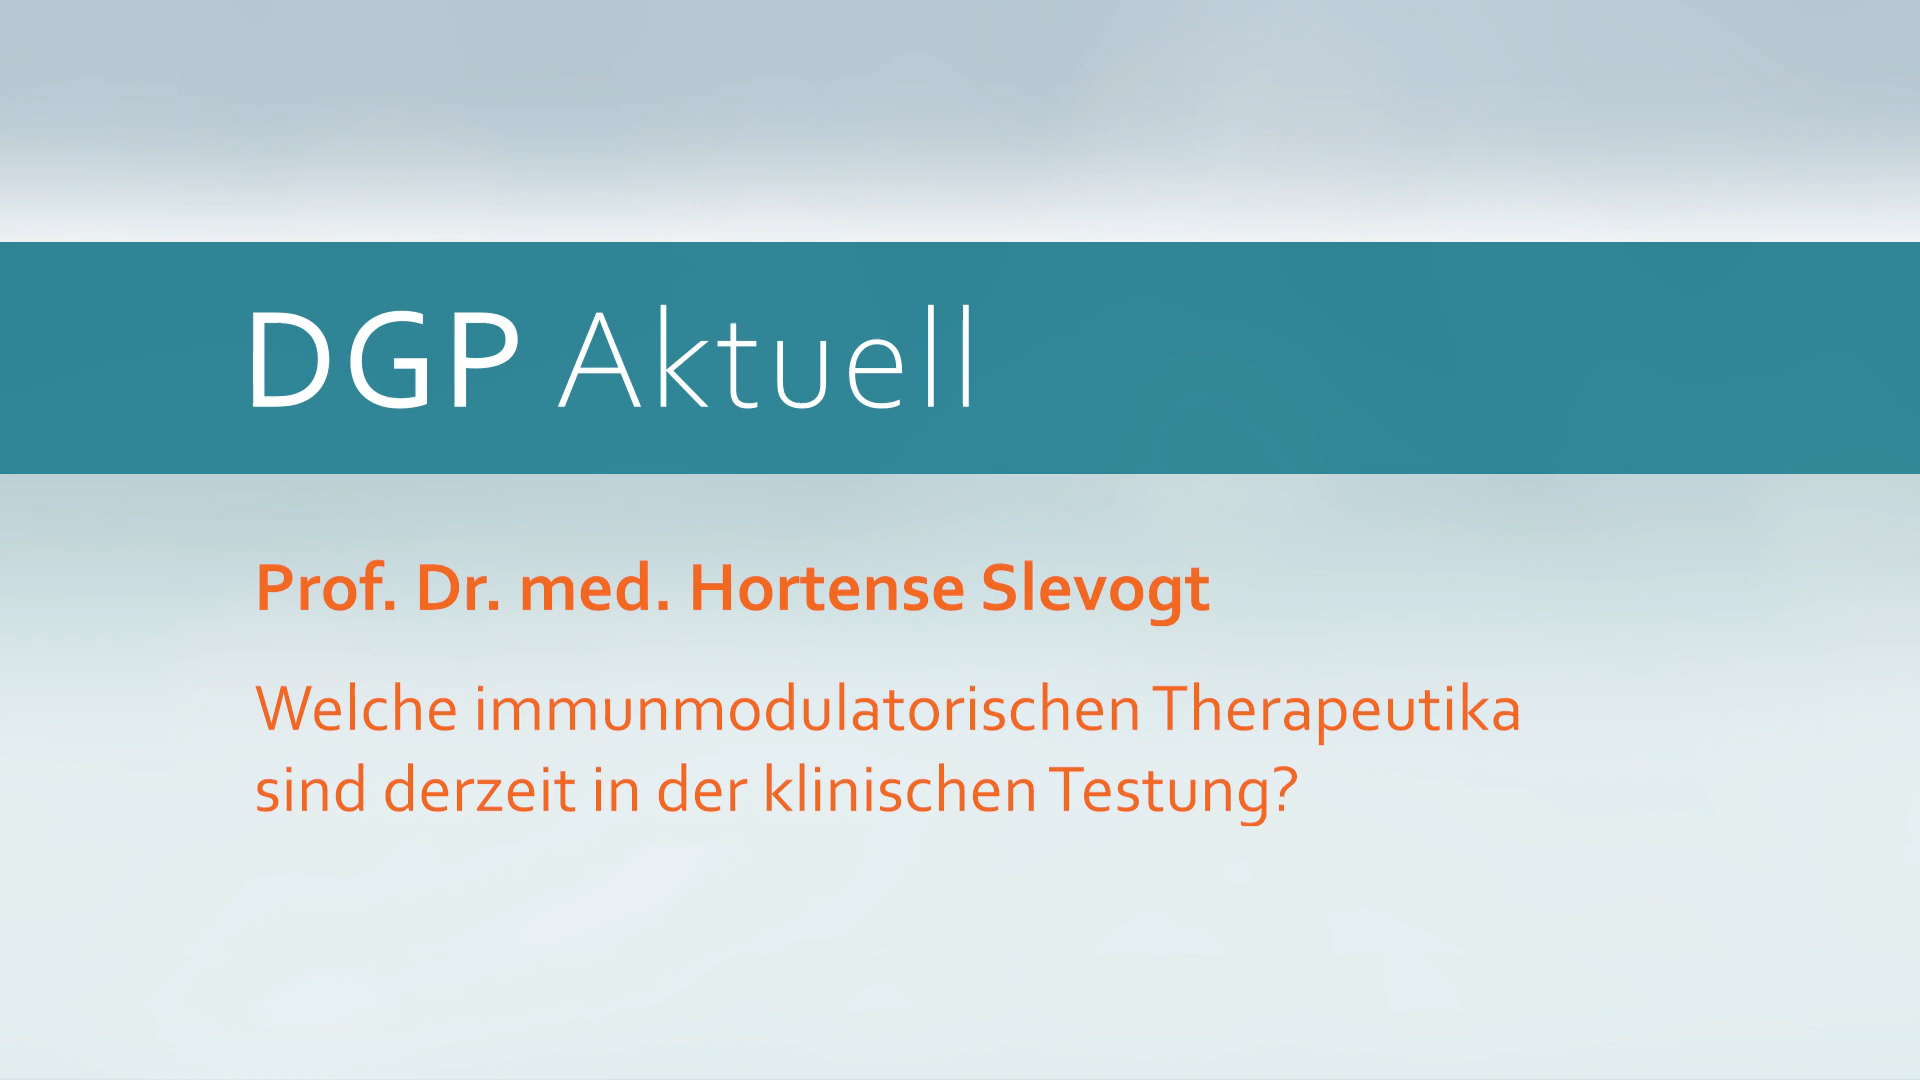 DGP Aktuell
Prof. Dr. med. Hortense Slevogt
Welche immunmodulatorischen Therapeutika
sind derzeit in der klinischen Testung?